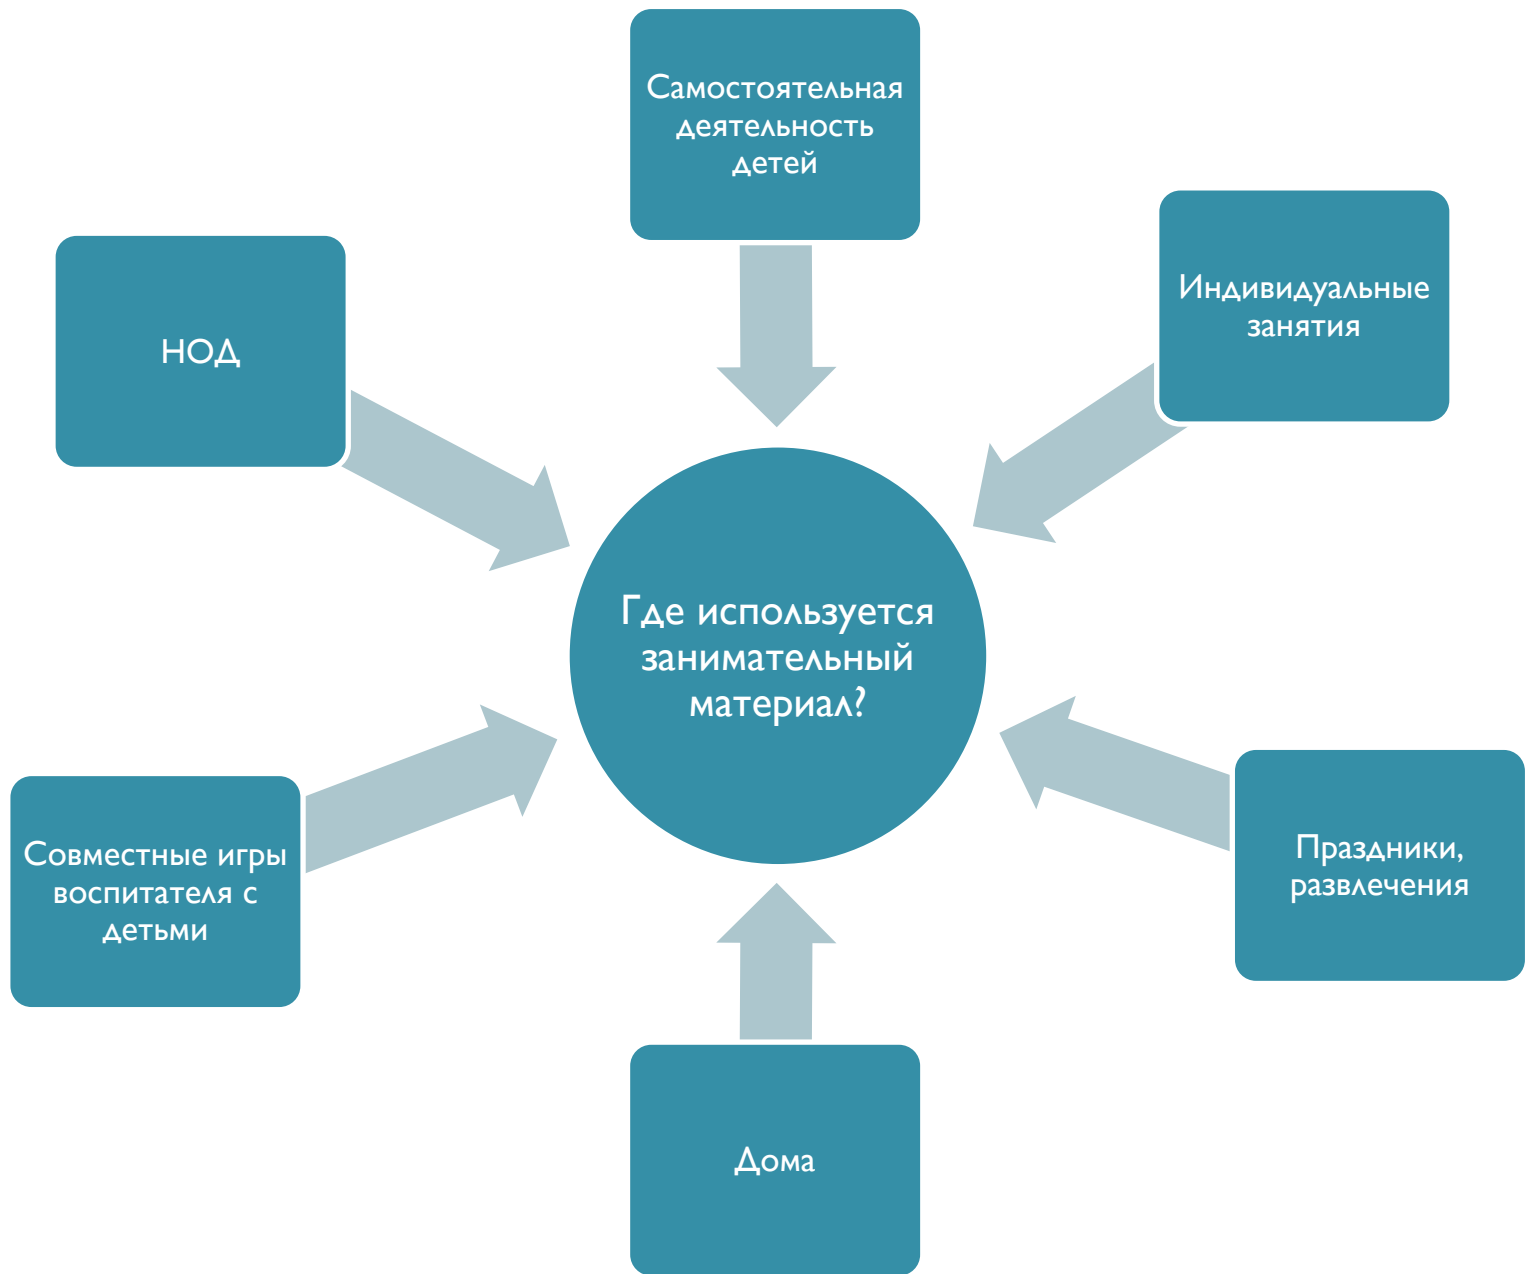 Самостоятельная
деятельность
детей
Индивидуальные
занятия
НОД
Где используется
занимательный
материал?
Совместные игры
воспитателя с
детьми
Праздники,
развлечения
Дома